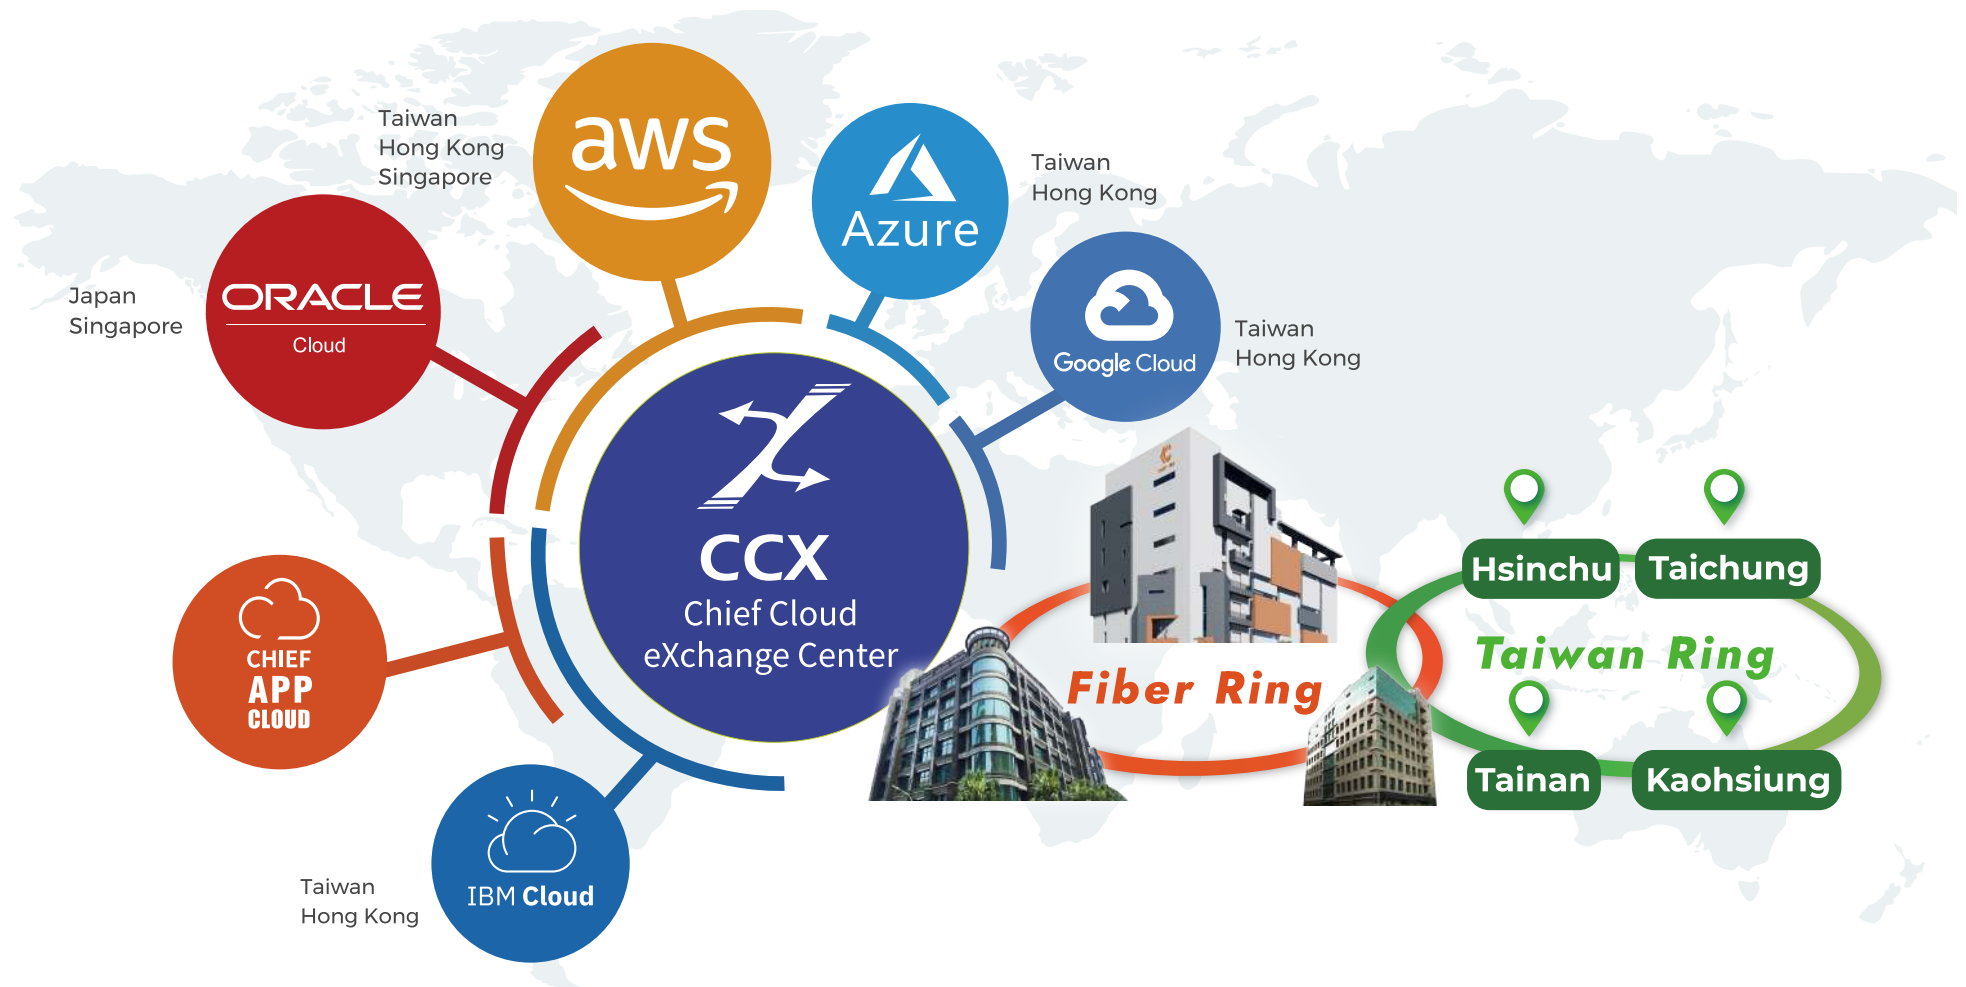 Taiwan
Hong Kong
Singapore
aws
Azure
Taiwan
Hong Kong
Japan
Singapore
ORACLE
Cloud
Google Cloud
Taiwan
Hong Kong
CCX
Chief Cloud
eXchange Center
CHIEF
APP
CLOUD
IBM Cloud
Taiwan
Hong Kong
Fiber Ring
Hsinchu
Taichung
Taiwan Ring
Tainan
Kaohsiung